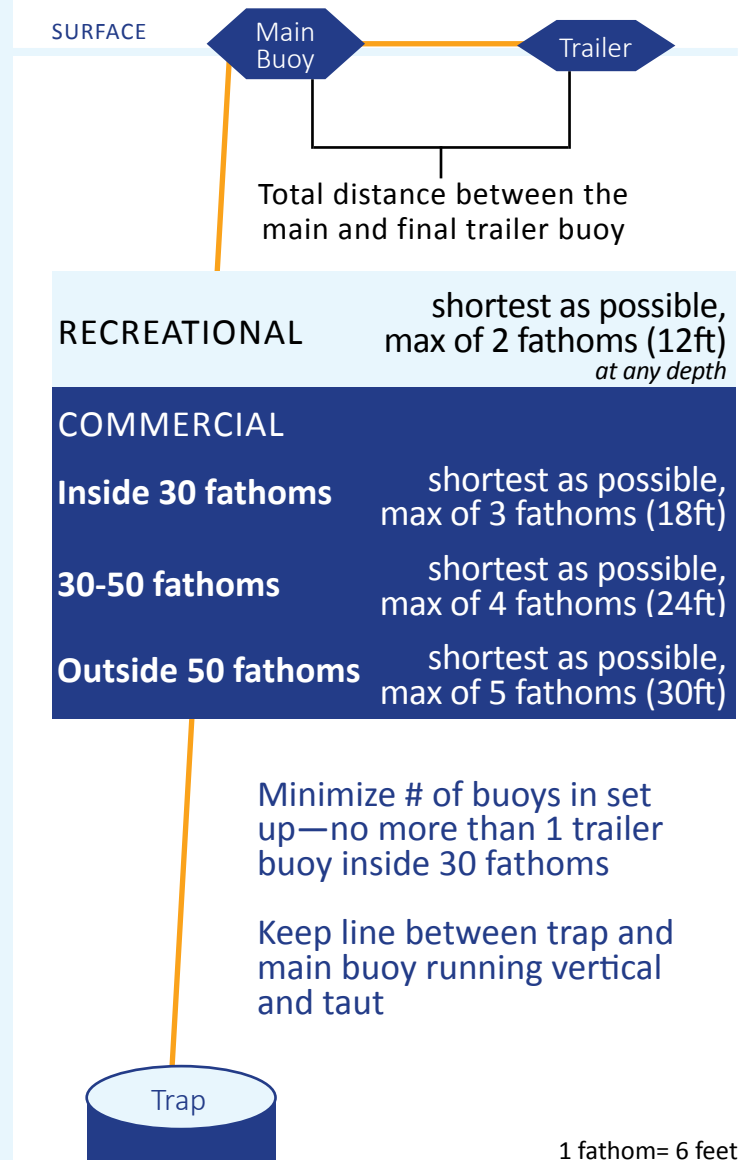 SURFACE
Main
Buoy
Trailer
Total distance between the
main and final trailer buoy
RECREATIONAL
shortest as possible,
max of 2 fathoms (12ft)
at any depth
COMMERCIAL
Inside 30 fathoms
shortest as possible,
max of 3 fathoms (18ft)
30-50 fathoms
shortest as possible,
max of 4 fathoms (24ft)
Outside 50 fathoms
shortest as possible,
max of 5 fathoms (30ft)
Minimize # of buoys in set
up—no more than 1 trailer
buoy inside 30 fathoms
Keep line between trap and
main buoy running vertical
and taut
Trap
1 fathom= 6 feet